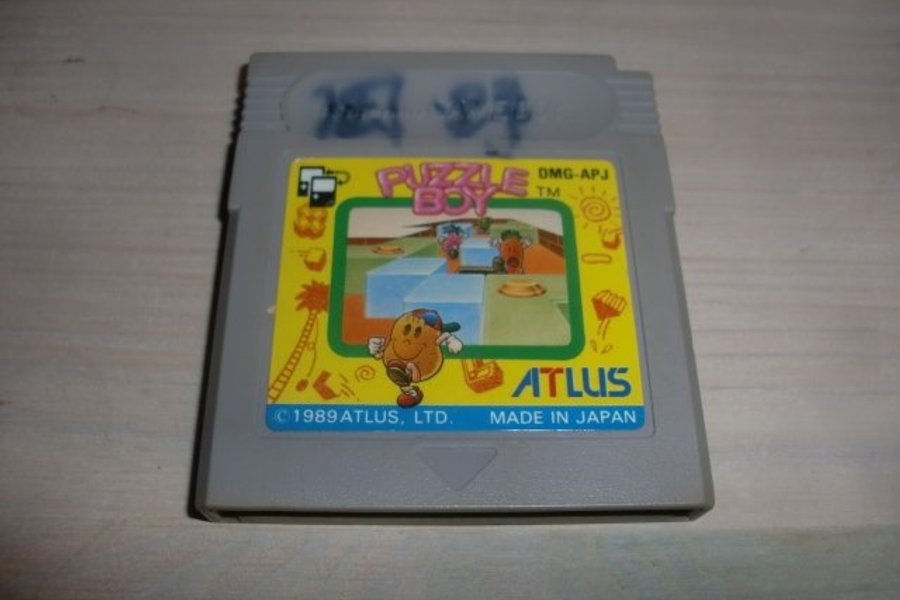 PUZZLE
BOY
TM
DMG-APJ
ATLUS
© 1989 ATLUS, LTD.
MADE IN JAPAN